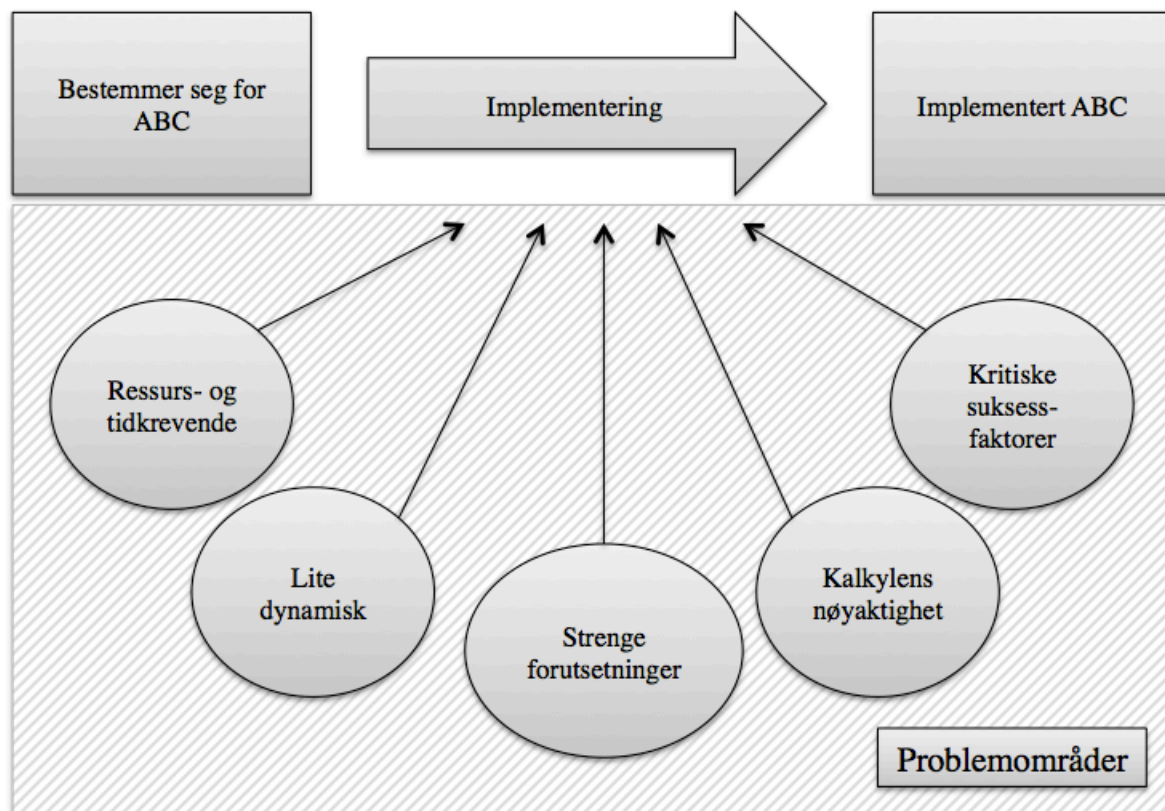 Bestemmer seg for
ABC
Implementering
Implementert ABC
Ressurs- og
tidkrevende
Lite
dynamisk
Strenge
forutsetninger
Kalkylens
nøyaktighet
Kritiske
suksess-
faktorer
Problemområder